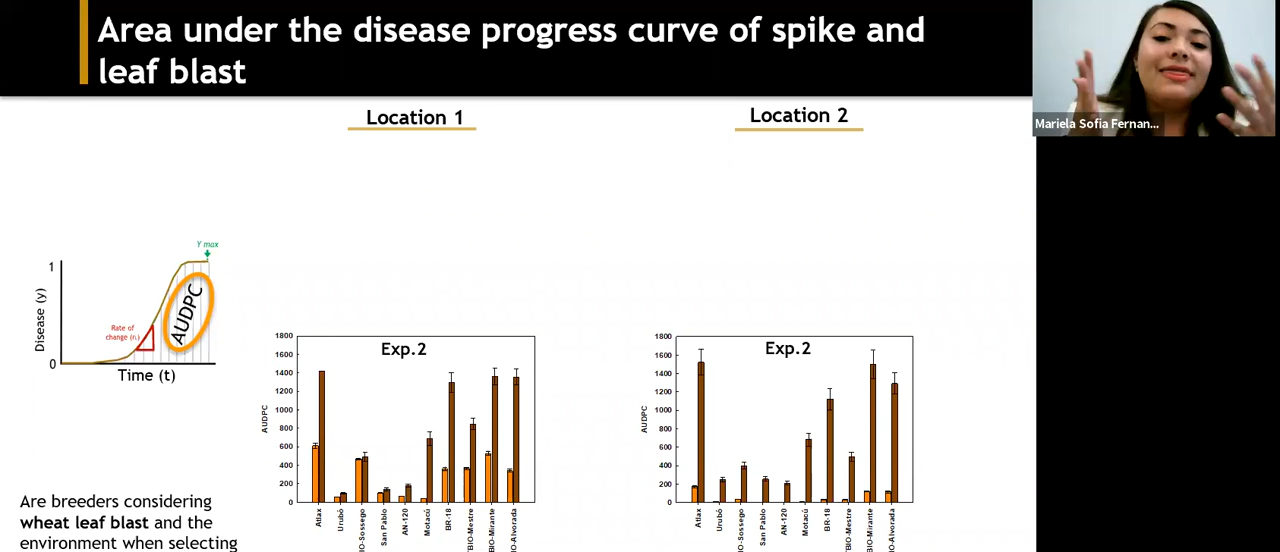 Area under the disease progress curve of spike and
leaf blast
Mariela Sofia Fernan...
Location 1
Location 2
Y max
1
Disease (y)
AUDPC
Rate of
change (r.)
0
Time (t)
Are breeders considering
wheat leaf blast and the
environment when selecting
Exp.2
1800
1600
1400
1200
1000
800
600
400
200
0
AUDPC
Atlax
Urubó
IO-Sossego
San Pablo
AN-120
Motacú
BR-18
TBIO-Mestre
BIO-Mirante
IO-Alvorada
Exp.2
1800
1600
1400
1200
1000
800
600
400
200
0
AUDPC
Atlax
Urubó
IO-Sossego
San Pablo
AN-120
Motacú
BR-18
TBIO-Mestre
BIO-Mirante
IO-Alvorada